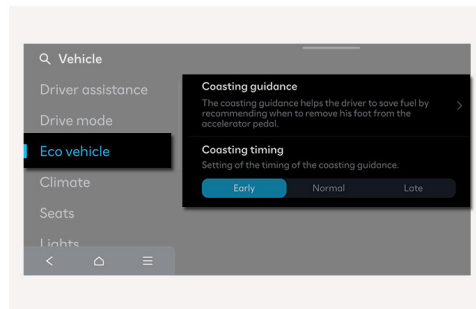 Vehicle
Driver assistance
Drive mode
Eco vehicle
Climate
Seats
Lights
Coasting guidance
The coasting guidance helps the driver to save fuel by
recommending when to remove his foot from the
accelerator pedal.
Coasting timing
Setting of the timing of the coasting guidance.
Early Normal Late